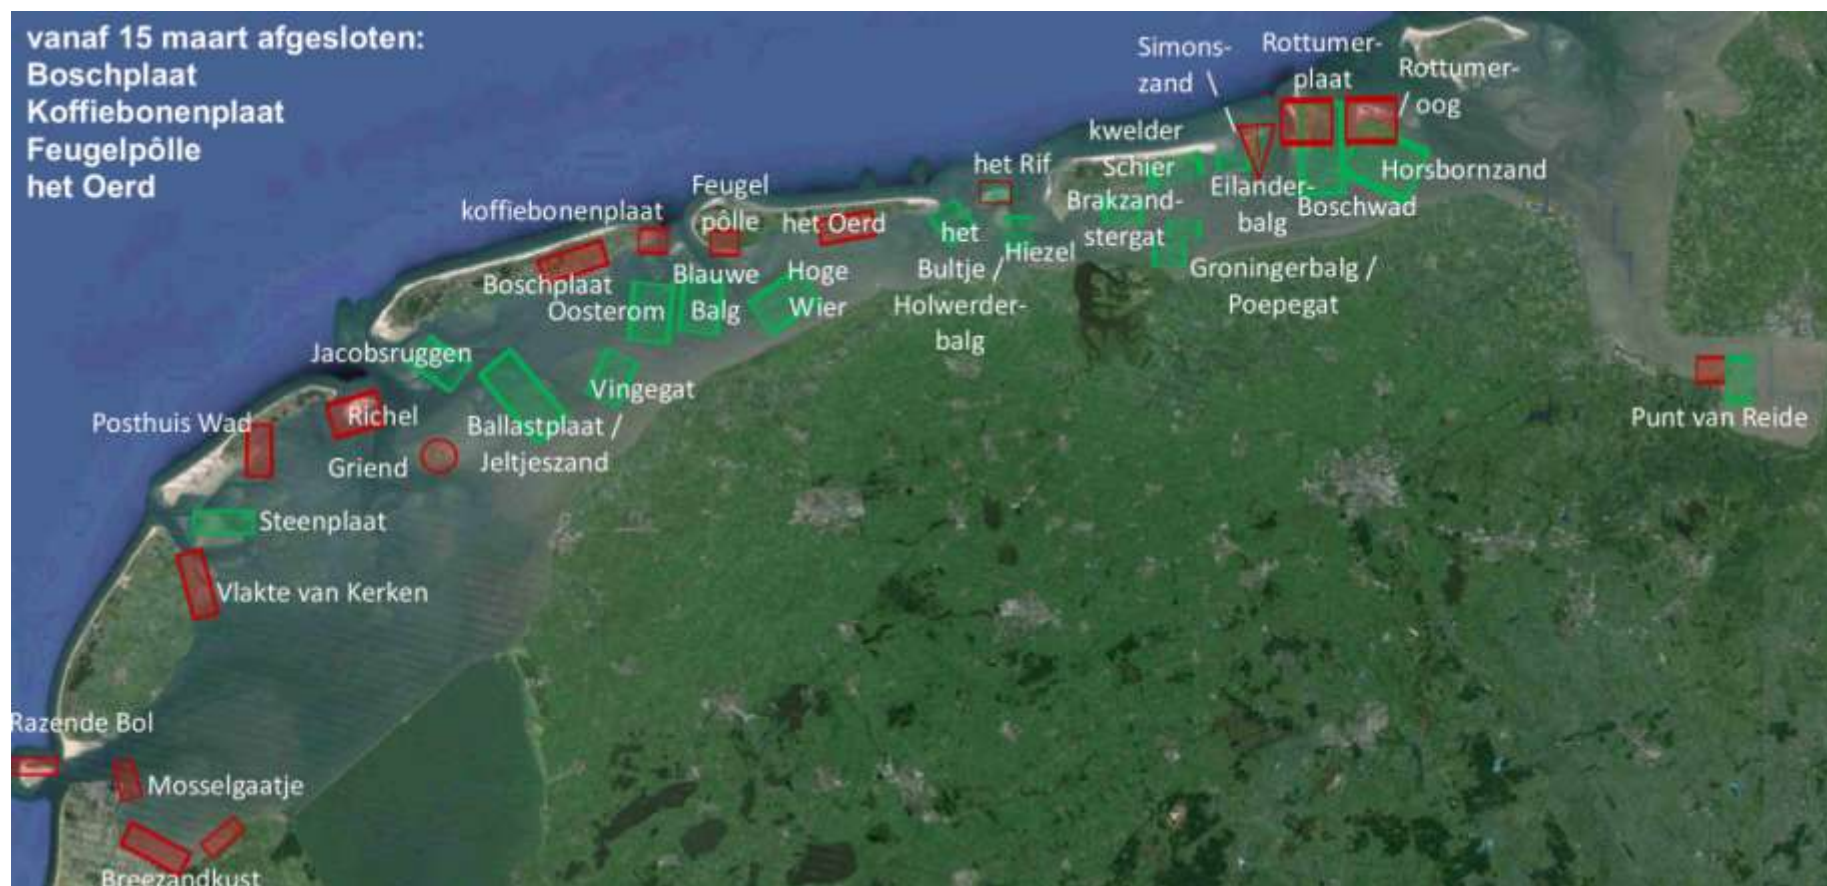 vanaf 15 maart afgesloten:
Boschplaat
Koffiebonenplaat
Feugelpôlle
het Oerd
Simons-
zand \
Rottumer-
plaat
Rottumer-
/ oog
kwelder
Schier
het Rif
Horsbornzand
Eilander-
balg
Boschwad
Brakzand-
stergat
Feugel
pôlle
koffiebonenplaat
het Oerd
het
Bultje /
Holwerder-
balg
Hiezel
Groningerbalg /
Poepegat
Boschplaat
Blauwe
Balg
Hoge
Wier
Oosterom
Jacobsruggen
Vingegat
Posthuis Wad
Richel
Ballastplaat /
Jeltjeszand
Griend
Punt van Reide
Steenplaat
Vlakte van Kerken
Razende Bol
Mosselgaatje
Breezandkust